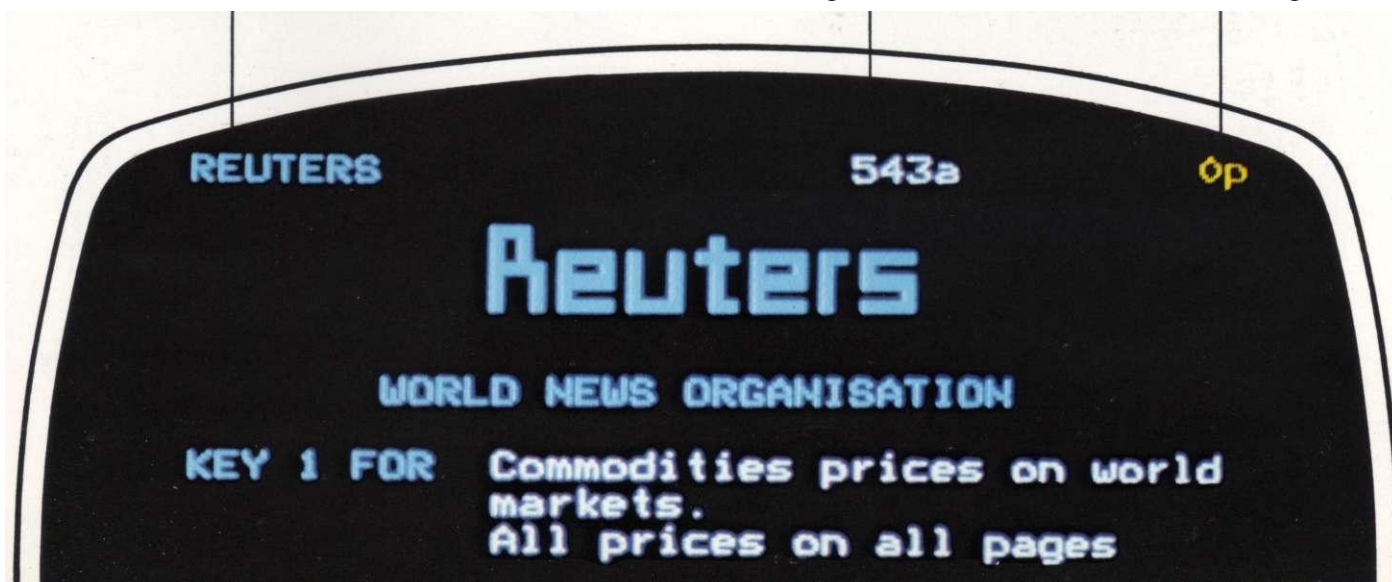 REUTERS 543a 0p
Reuters
WORLD NEWS ORGANISATION
KEY 1 FOR Commodities prices on world
markets.
All prices on all pages